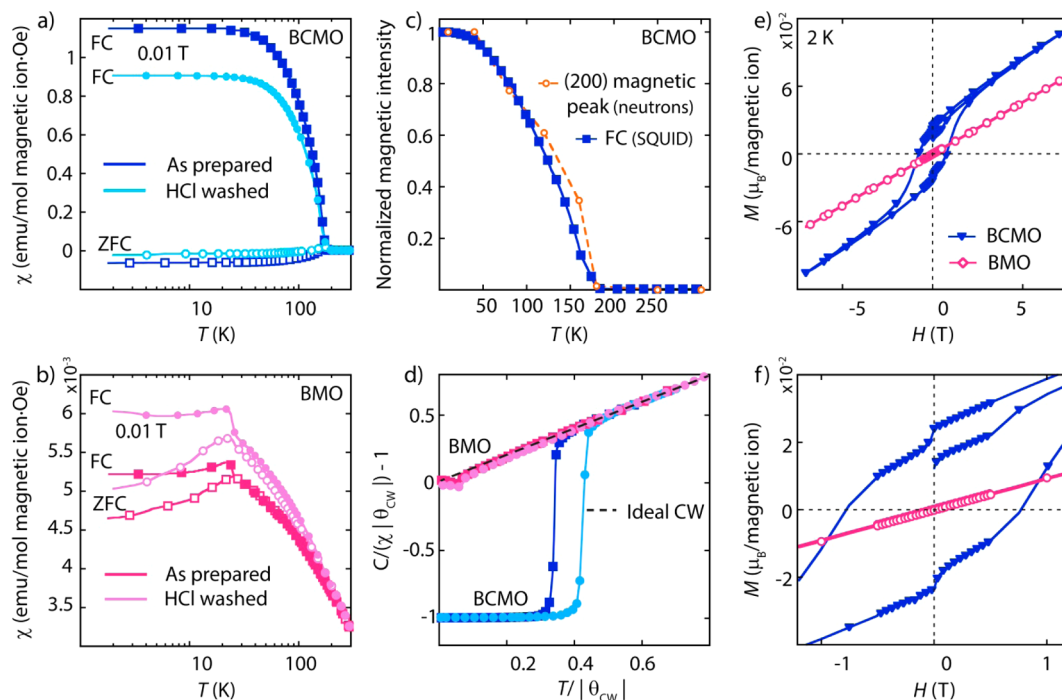 a)
FC
BCMO
0.01 T
FC
As prepared
HCl washed
ZFC
χ (emu/mol magnetic ion·Oe)
1
0.8
0.6
0.4
0.2
0
10
100
T (K)
c)
BCMO
(200) magnetic
peak (neutrons)
FC (SQUID)
Normalized magnetic intensity
1
0.8
0.6
0.4
0.2
50
100
150
200
250
300
T (K)
e)
×10⁻²
2 K
M (μB/magnetic ion)
6
0
-6
BCMO
BMO
-5
0
5
H (T)
b)
×10⁻³
BMO
FC
0.01 T
FC
ZFC
As prepared
HCl washed
χ (emu/mol magnetic ion·Oe)
6
5.5
5
4.5
4
3.5
10
100
T (K)
d)
BMO
Ideal CW
BCMO
C/(χ|θCW|) - 1
0.5
0
-0.5
-1
0.2
0.4
0.6
T/|θCW|
f)
×10⁻²
M (μB/magnetic ion)
2
0
-2
-1
0
1
H (T)